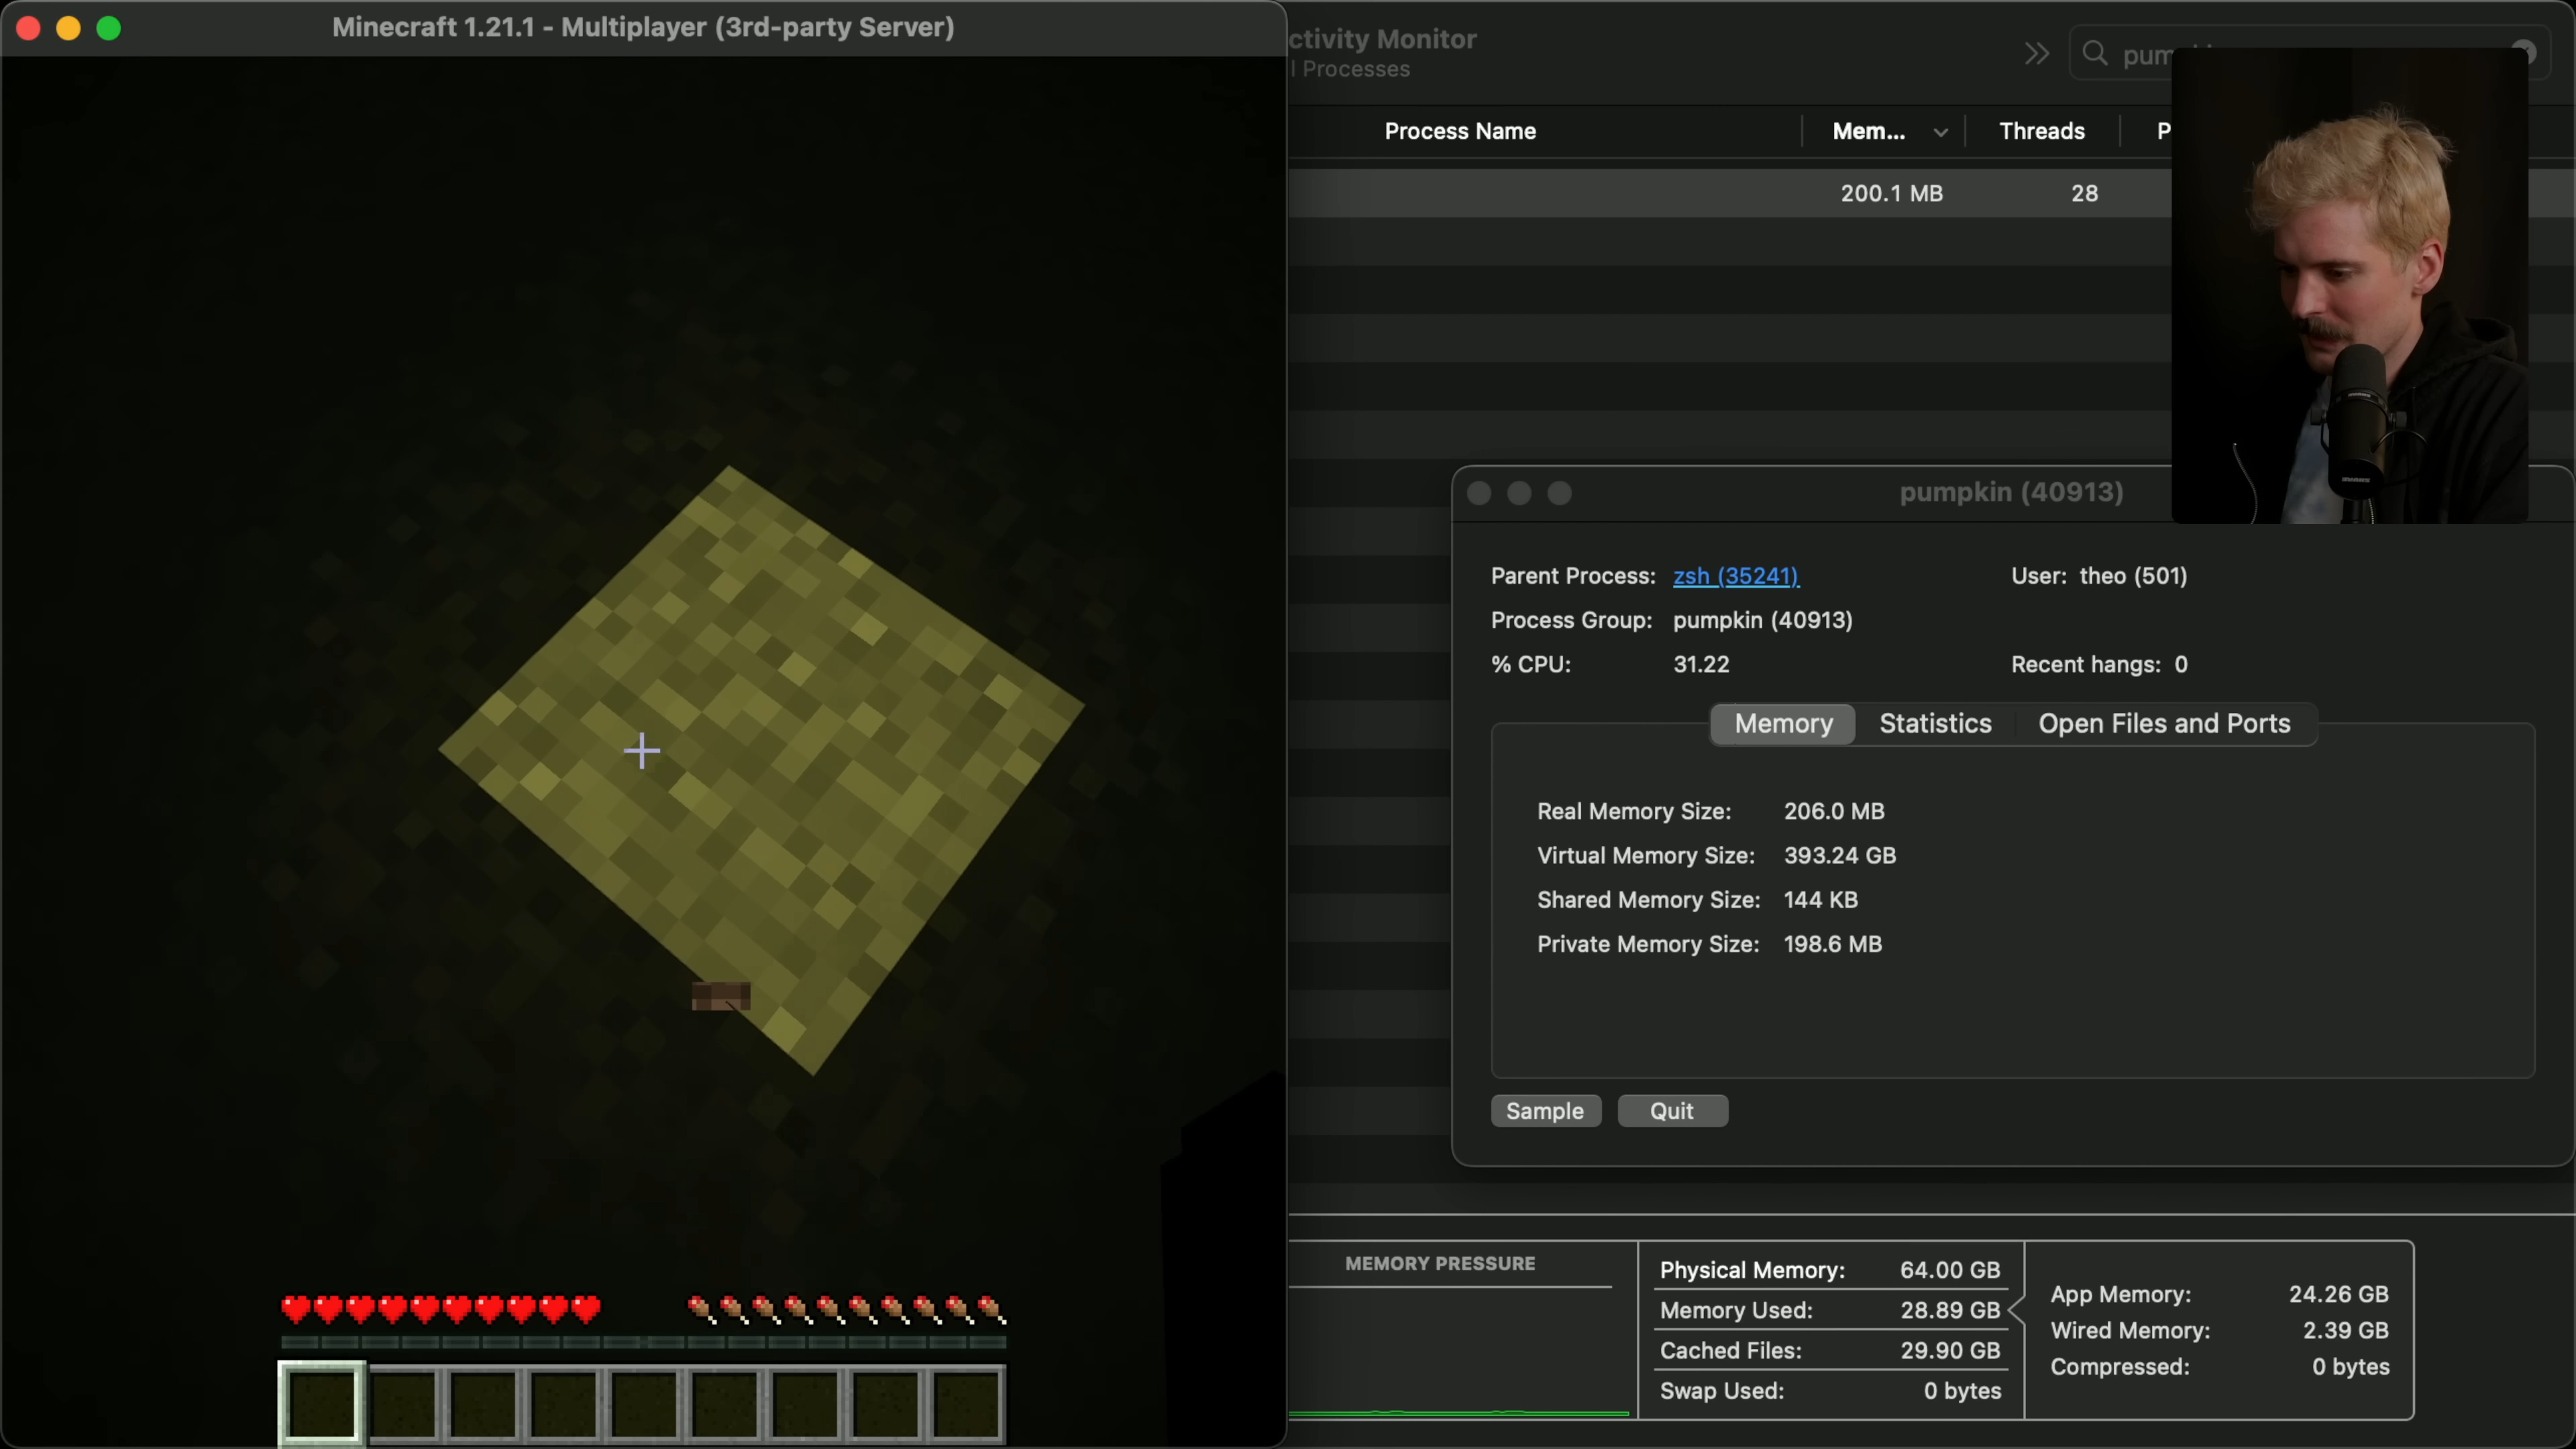 Minecraft 1.21.1 - Multiplayer (3rd-party Server)
ctivity Monitor
l Processes
pum
Process Name
Mem...
Threads
P
200.1 MB
28
pumpkin (40913)
Parent Process: zsh (35241)
User: theo (501)
Process Group: pumpkin (40913)
% CPU: 31.22
Recent hangs: 0
Memory
Statistics
Open Files and Ports
Real Memory Size: 206.0 MB
Virtual Memory Size: 393.24 GB
Shared Memory Size: 144 KB
Private Memory Size: 198.6 MB
Sample
Quit
MEMORY PRESSURE
Physical Memory: 64.00 GB
Memory Used: 28.89 GB
Cached Files: 29.90 GB
Swap Used: 0 bytes
App Memory: 24.26 GB
Wired Memory: 2.39 GB
Compressed: 0 bytes